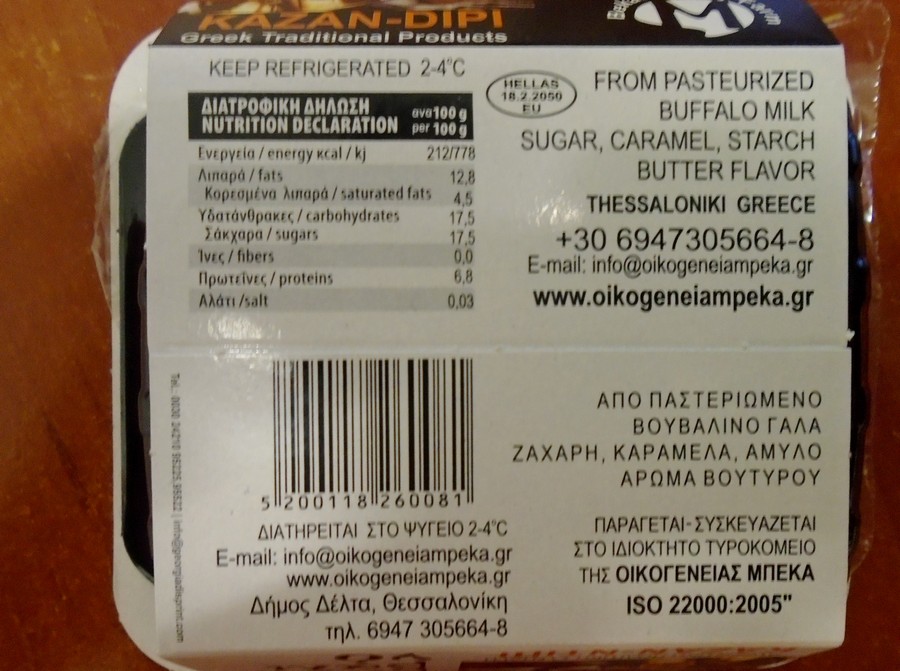 KAZAN-DIPI
Greek Traditional Products
KEEP REFRIGERATED 2-4°C
ΔΙΑΤΡΟΦΙΚΗ ΔΗΛΩΣΗ ανα 100 g
NUTRITION DECLARATION per 100 g
Ενεργεία / energy kcal / kj 212/778
Λιπαρά / fats 12,8
Κορεσμένα λιπαρά / saturated fats 4,5
Υδατάνθρακες / carbohydrates 17,5
Σάκχαρα / sugars 17,5
Ίνες / fibers 0,0
Πρωτεΐνες / proteins 6,8
Αλάτι /salt 0,03
HELLAS
18.2.2050
EU
FROM PASTEURIZED
BUFFALO MILK
SUGAR, CARAMEL, STARCH
BUTTER FLAVOR
THESSALONIKI GREECE
+30 6947305664-8
E-mail: info@oikogeneiampeka.gr
www.oikogeneiampeka.gr
5 200118 260081
ΔΙΑΤΗΡΕΙΤΑΙ ΣΤΟ ΨΥΓΕΙΟ 2-4°C
E-mail: info@oikogeneiampeka.gr
www.oikogeneiampeka.gr
Δήμος Δέλτα, Θεσσαλονίκη
τηλ. 6947 305664-8
ΑΠΟ ΠΑΣΤΕΡΙΩΜΕΝΟ
ΒΟΥΒΑΛΙΝΟ ΓΑΛΑ
ΖΑΧΑΡΗ, ΚΑΡΑΜΕΛΑ, ΑΜΥΛΟ
ΑΡΩΜΑ ΒΟΥΤΥΡΟΥ
ΠΑΡΑΓΕΤΑΙ-ΣΥΣΚΕΥΑΖΕΤΑΙ
ΣΤΟ ΙΔΙΟΚΤΗΤΟ ΤΥΡΟΚΟΜΕΙΟ
ΤΗΣ ΟΙΚΟΓΕΝΕΙΑΣ ΜΠΕΚΑ
ISO 22000:2005"